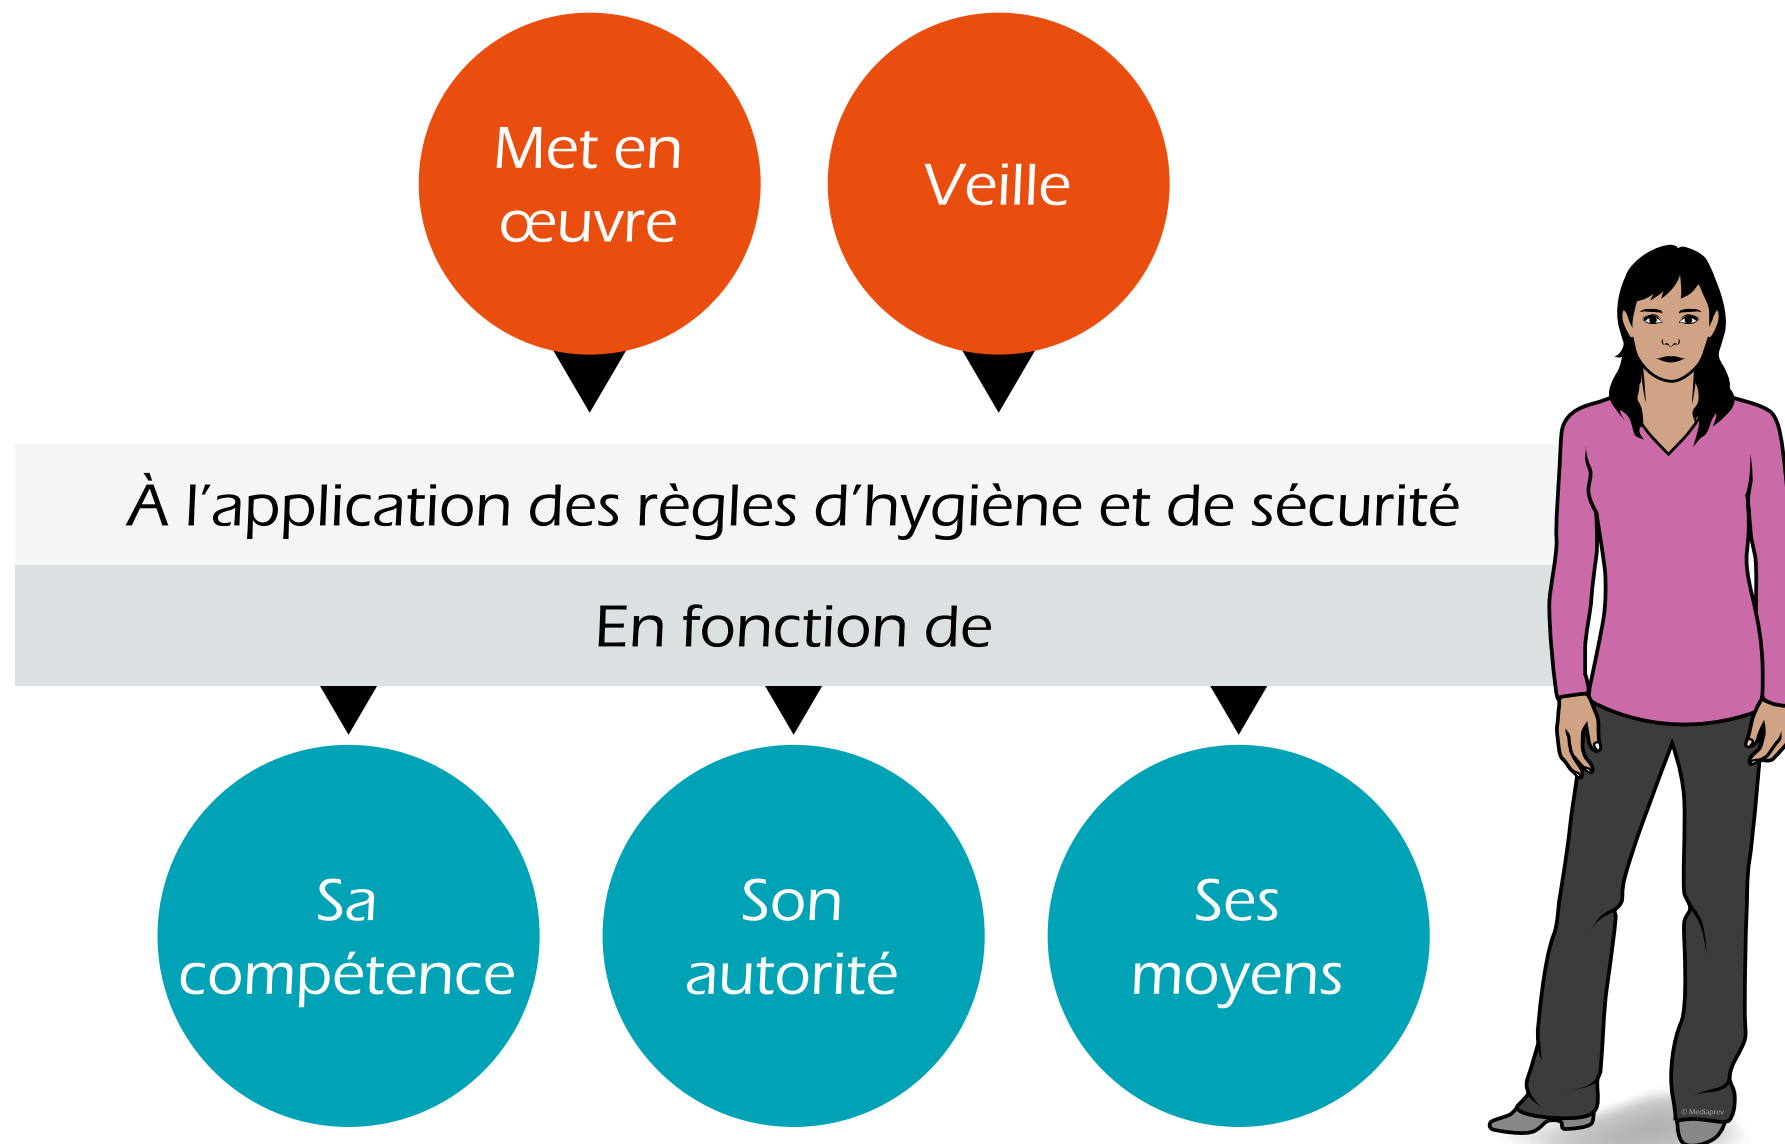 Met en
œuvre
Veille
À l’application des règles d’hygiène et de sécurité
En fonction de
Sa
compétence
Son
autorité
Ses
moyens
© Mediaprev